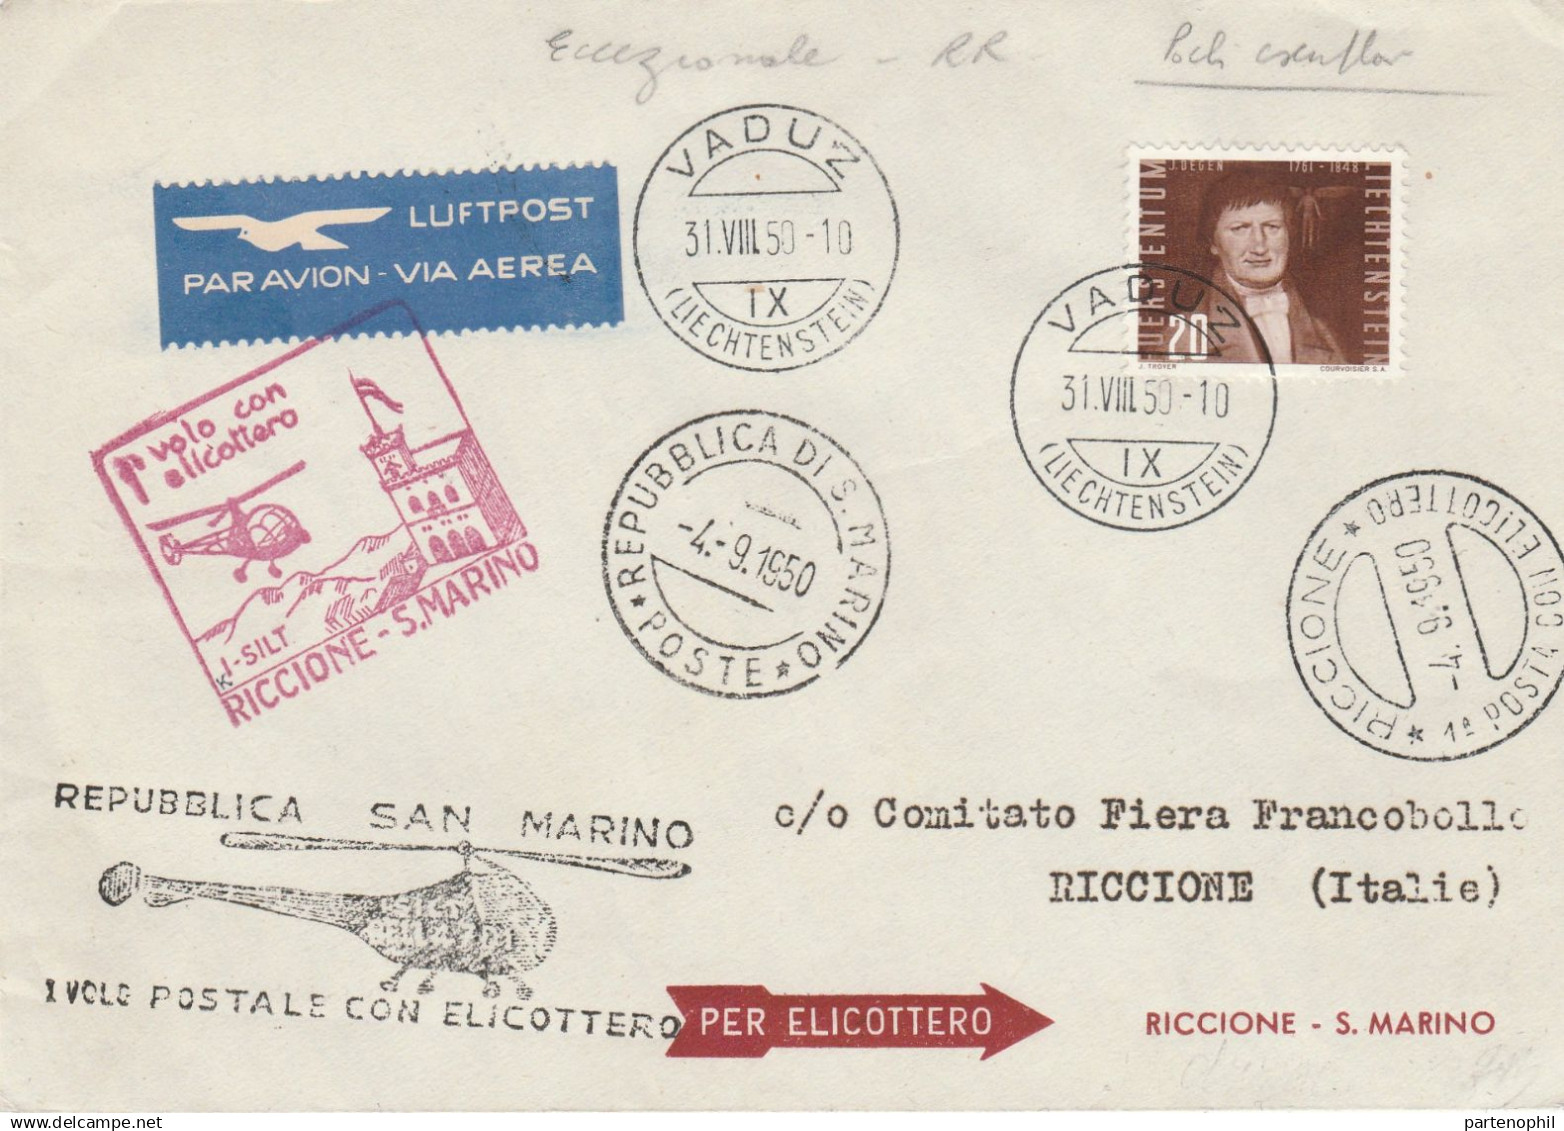 Eccezionale - RR
VADUZ
31.VIII.50-10
IX
(LIECHTENSTEIN)
J. DEGEN 1761 - 1848
FUERSTENTUM
LIECHTENSTEIN
20
J. TROYER
COURVOISIER S.A.
LUFTPOST
PAR AVION - VIA AEREA
VADUZ
31.VIII.50-10
IX
(LIECHTENSTEIN)
1° volo con
elicottero
I-SILT
RICCIONE - S.MARINO
* REPUBBLICA DI S. MARINO *
-4.-9.1950
POSTE
* RICCIONE *
1ª POSTA CON ELICOTTERO
-4.9.1950
REPUBBLICA SAN MARINO
I VOLO POSTALE CON ELICOTTERO
c/o Comitato Fiera Francobollo
RICCIONE (Italie)
PER ELICOTTERO
RICCIONE - S. MARINO
partenophil